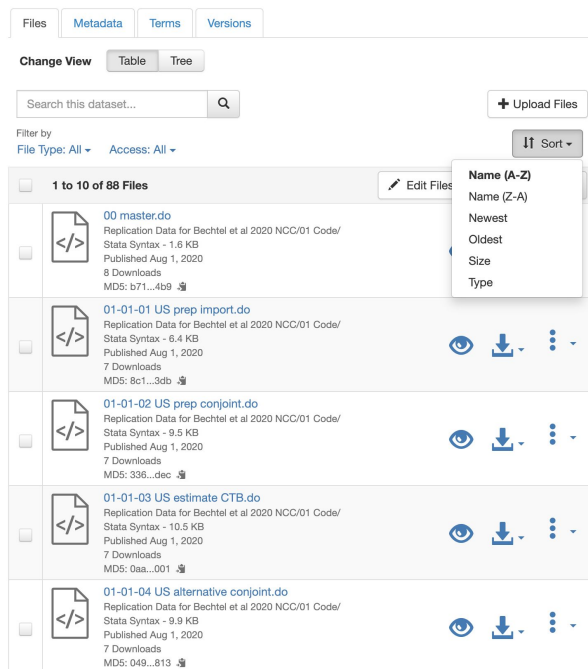 Files Metadata Terms Versions
Change View Table Tree
Search this dataset...
Upload Files
Filter by
File Type: All Access: All
Sort
Name (A-Z)
Name (Z-A)
Newest
Oldest
Size
Type
1 to 10 of 88 Files
Edit Files
00 master.do
Replication Data for Bechtel et al 2020 NCC/01 Code/
Stata Syntax - 1.6 KB
Published Aug 1, 2020
8 Downloads
MD5: b71...4b9
01-01-01 US prep import.do
Replication Data for Bechtel et al 2020 NCC/01 Code/
Stata Syntax - 6.4 KB
Published Aug 1, 2020
7 Downloads
MD5: 8c1...3db
01-01-02 US prep conjoint.do
Replication Data for Bechtel et al 2020 NCC/01 Code/
Stata Syntax - 9.5 KB
Published Aug 1, 2020
7 Downloads
MD5: 336...dec
01-01-03 US estimate CTB.do
Replication Data for Bechtel et al 2020 NCC/01 Code/
Stata Syntax - 10.5 KB
Published Aug 1, 2020
7 Downloads
MD5: 0aa...001
01-01-04 US alternative conjoint.do
Replication Data for Bechtel et al 2020 NCC/01 Code/
Stata Syntax - 9.9 KB
Published Aug 1, 2020
7 Downloads
MD5: 049...813